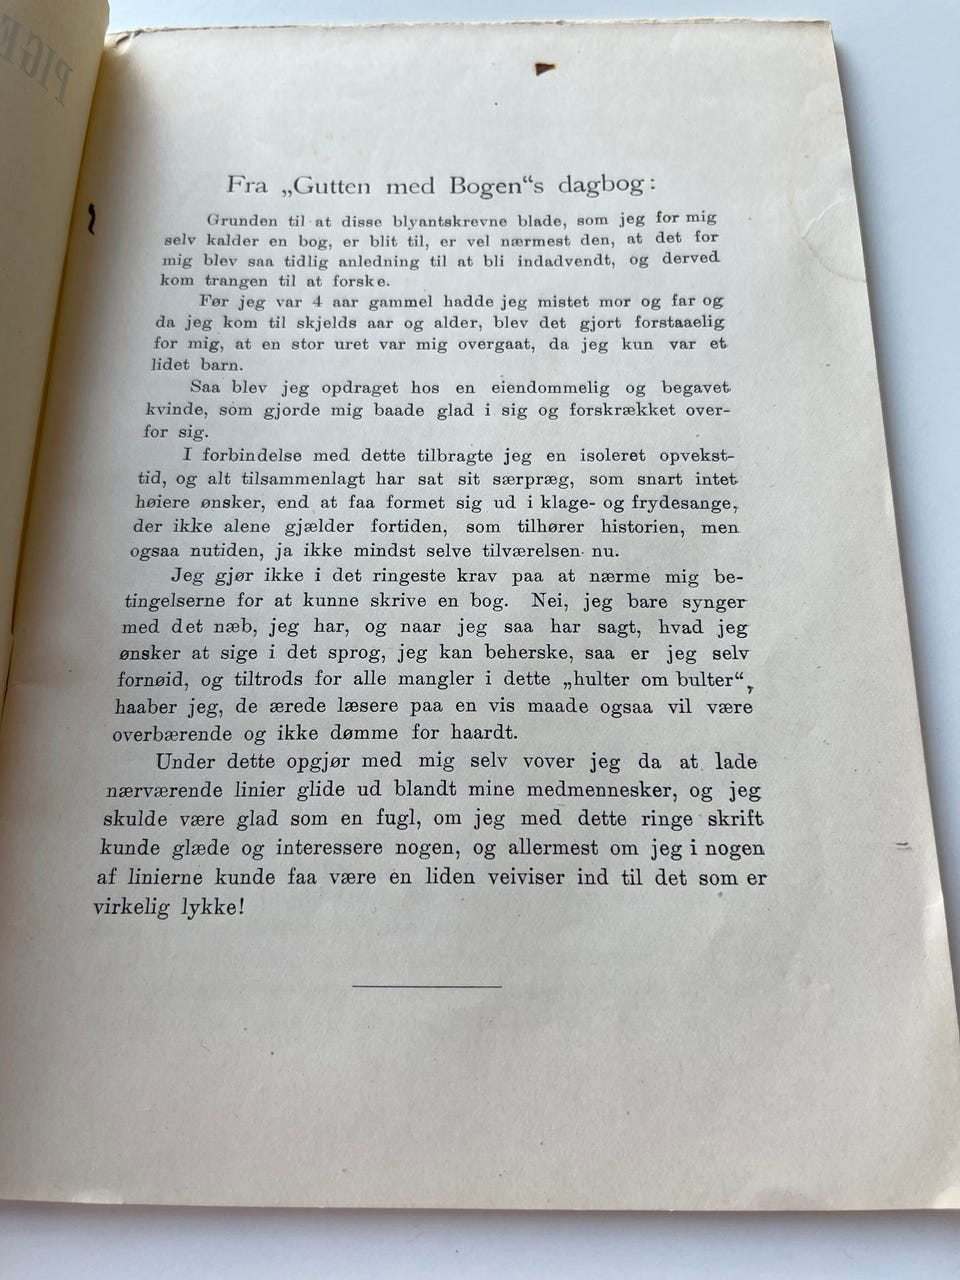 PIGE
Fra „Gutten med Bogen“s dagbog:
Grunden til at disse blyantskrevne blade, som jeg for mig
selv kalder en bog, er blit til, er vel nærmest den, at det for
mig blev saa tidlig anledning til at bli indadvendt, og derved
kom trangen til at forske.
Før jeg var 4 aar gammel hadde jeg mistet mor og far og
da jeg kom til skjelds aar og alder, blev det gjort forstaaelig
for mig, at en stor uret var mig overgaat, da jeg kun var et
lidet barn.
Saa blev jeg opdraget hos en eiendommelig og begavet
kvinde, som gjorde mig baade glad i sig og forskrækket over-
for sig.
I forbindelse med dette tilbragte jeg en isoleret opvekst-
tid, og alt tilsammenlagt har sat sit særpræg, som snart intet
høiere ønsker, end at faa formet sig ud i klage- og frydesange,
der ikke alene gjælder fortiden, som tilhører historien, men
ogsaa nutiden, ja ikke mindst selve tilværelsen nu.
Jeg gjør ikke i det ringeste krav paa at nærme mig be-
tingelserne for at kunne skrive en bog. Nei, jeg bare synger
med det næb, jeg har, og naar jeg saa har sagt, hvad jeg
ønsker at sige i det sprog, jeg kan beherske, saa er jeg selv
fornøid, og tiltrods for alle mangler i dette „hulter om bulter“,
haaber jeg, de ærede læsere paa en vis maade ogsaa vil være
overbærende og ikke dømme for haardt.
Under dette opgjør med mig selv vover jeg da at lade
nærværende linier glide ud blandt mine medmennesker, og jeg
skulde være glad som en fugl, om jeg med dette ringe skrift
kunde glæde og interessere nogen, og allermest om jeg i nogen
af linierne kunde faa være en liden veiviser ind til det som er
virkelig lykke!